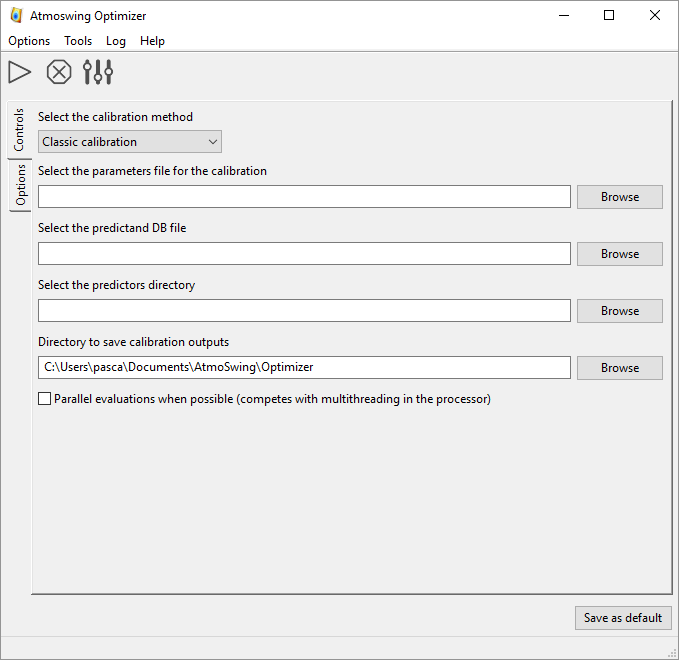 Atmoswing Optimizer
Options Tools Log Help
Controls
Options
Select the calibration method
Classic calibration
Select the parameters file for the calibration
Browse
Select the predictand DB file
Browse
Select the predictors directory
Browse
Directory to save calibration outputs
C:\Users\pasca\Documents\AtmoSwing\Optimizer
Browse
Parallel evaluations when possible (competes with multithreading in the processor)
Save as default